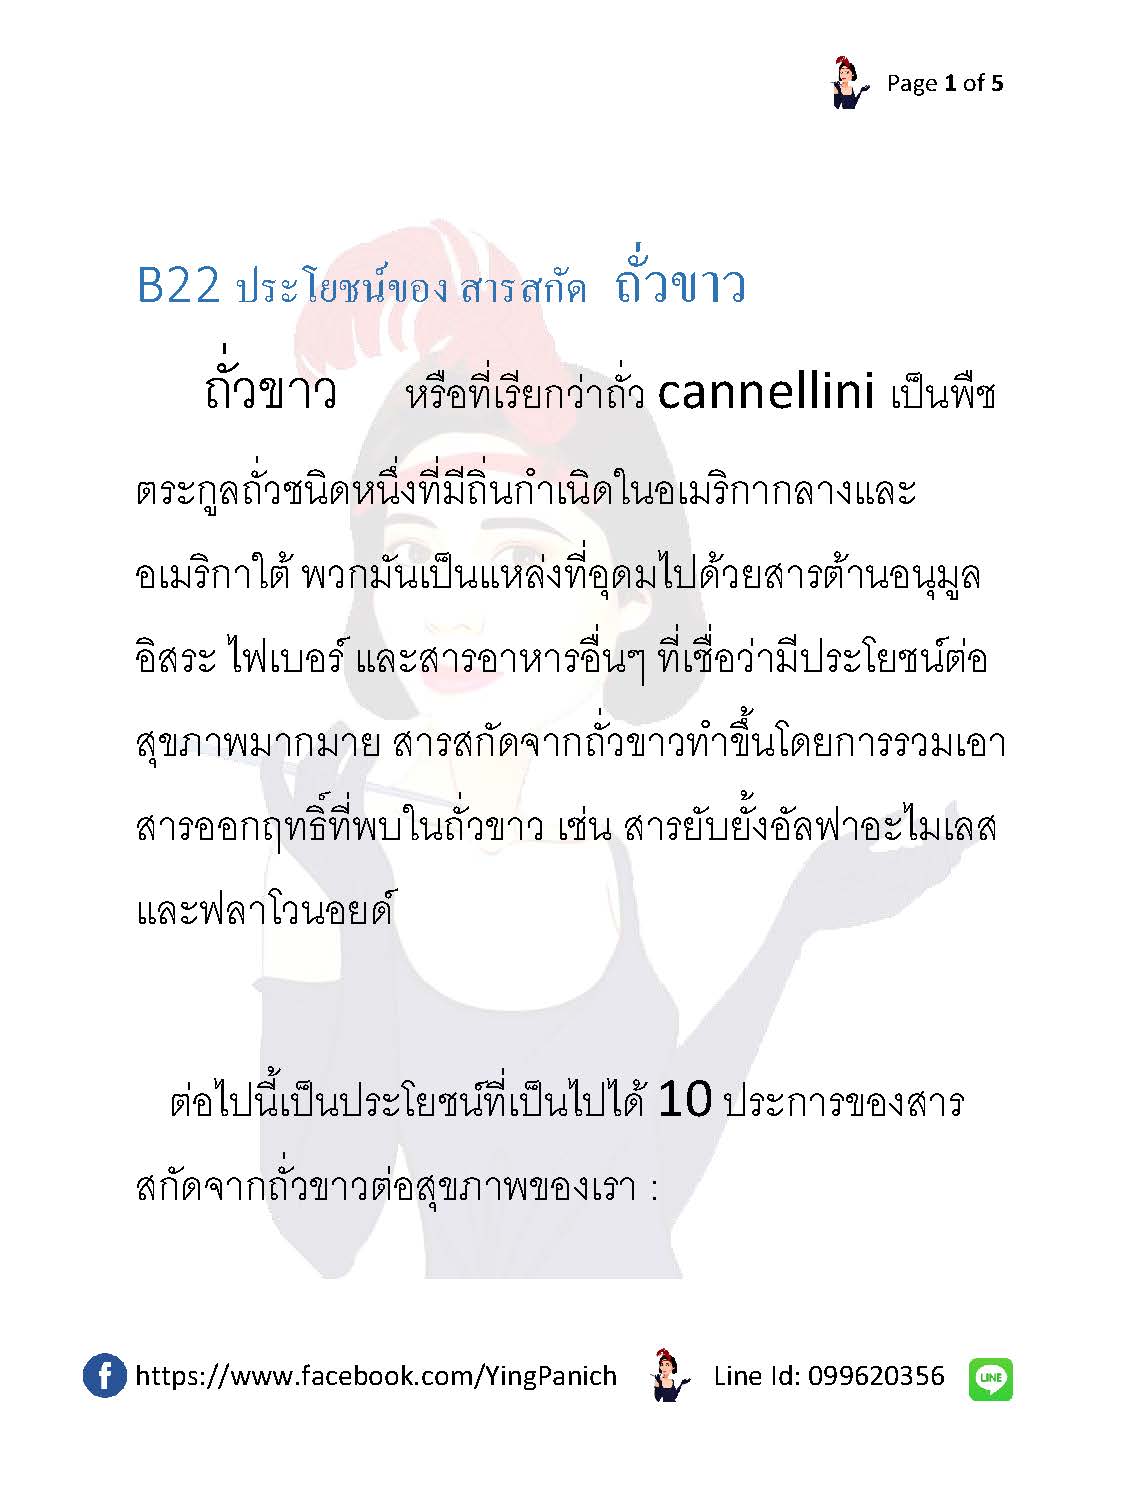 Page 1 of 5
B22 ประโยชน์ของ สารสกัด ถั่วขาว
ถั่วขาว หรือที่เรียกว่าถั่ว cannellini เป็นพืช
ตระกูลถั่วชนิดหนึ่งที่มีถิ่นกำเนิดในอเมริกากลางและ
อเมริกาใต้ พวกมันเป็นแหล่งที่อุดมไปด้วยสารต้านอนุมูล
อิสระ ไฟเบอร์ และสารอาหารอื่นๆ ที่เชื่อว่ามีประโยชน์ต่อ
สุขภาพมากมาย สารสกัดจากถั่วขาวทำขึ้นโดยการรวมเอา
สารออกฤทธิ์ที่พบในถั่วขาว เช่น สารยับยั้งอัลฟาอะไมเลส
และฟลาโวนอยด์
ต่อไปนี้เป็นประโยชน์ที่เป็นไปได้ 10 ประการของสาร
สกัดจากถั่วขาวต่อสุขภาพของเรา :
f https://www.facebook.com/YingPanich Line Id: 099620356 LINE